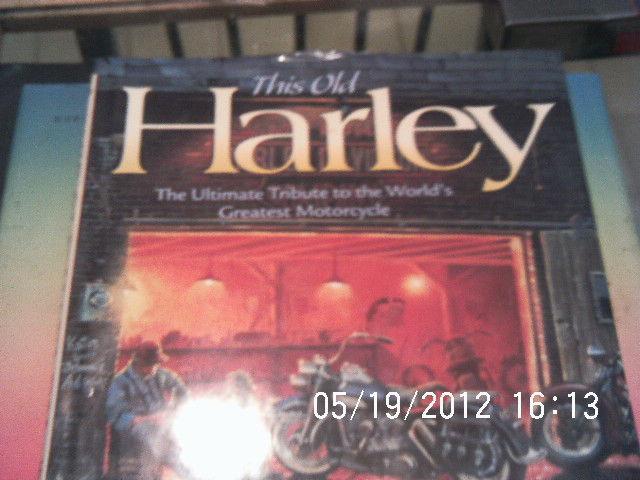 This Old
Harley
The Ultimate Tribute to the World's
Greatest Motorcycle
05/19/2012 16:13